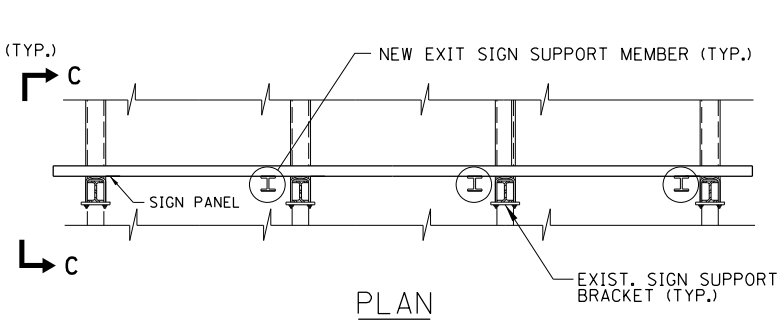 (TYP.)
C
NEW EXIT SIGN SUPPORT MEMBER (TYP.)
SIGN PANEL
C
EXIST. SIGN SUPPORT
BRACKET (TYP.)
PLAN